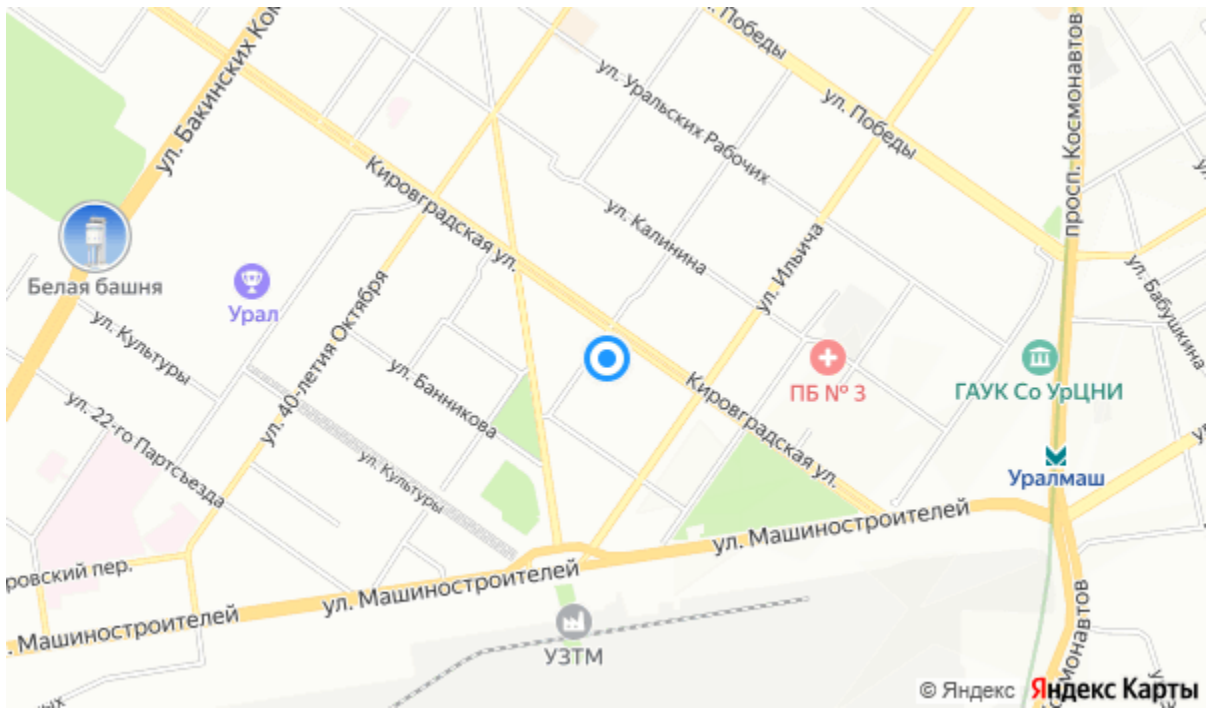 ул. Бакинских Ком
ул. Победы
просп. Космонавтов
ул. Уральских Рабочих
ул. Победы
Кировградская ул.
ул. Калинина
ул. Ильича
ул. Бабушкина
Белая башня
Урал
ул. 40-летия Октября
ул. Культуры
ул. Банникова
ПБ № 3
ГАУК Со УрЦНИ
Кировградская ул.
ул. 22-го Партсъезда
ул. Культуры
Уралмаш
ул. Машиностроителей
ровский пер.
ул. Машиностроителей
. Машиностроителей
УЗТМ
смонавтов
© Яндекс Яндекс Карты